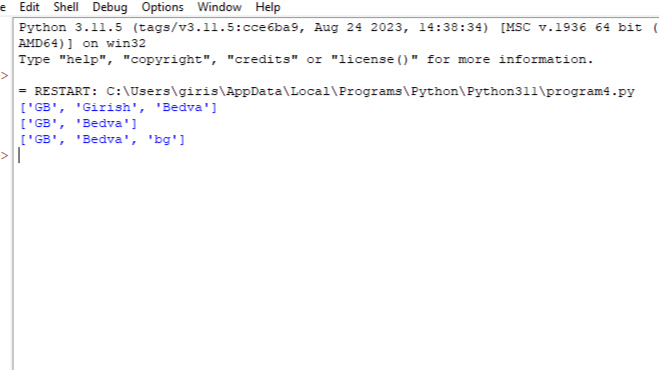 e Edit Shell Debug Options Window Help
Python 3.11.5 (tags/v3.11.5:cce6ba9, Aug 24 2023, 14:38:34) [MSC v.1936 64 bit (
AMD64)] on win32
Type "help", "copyright", "credits" or "license()" for more information.
>
= RESTART: C:\Users\giris\AppData\Local\Programs\Python\Python311\program4.py
['GB', 'Girish', 'Bedva']
['GB', 'Bedva']
['GB', 'Bedva', 'bg']
>